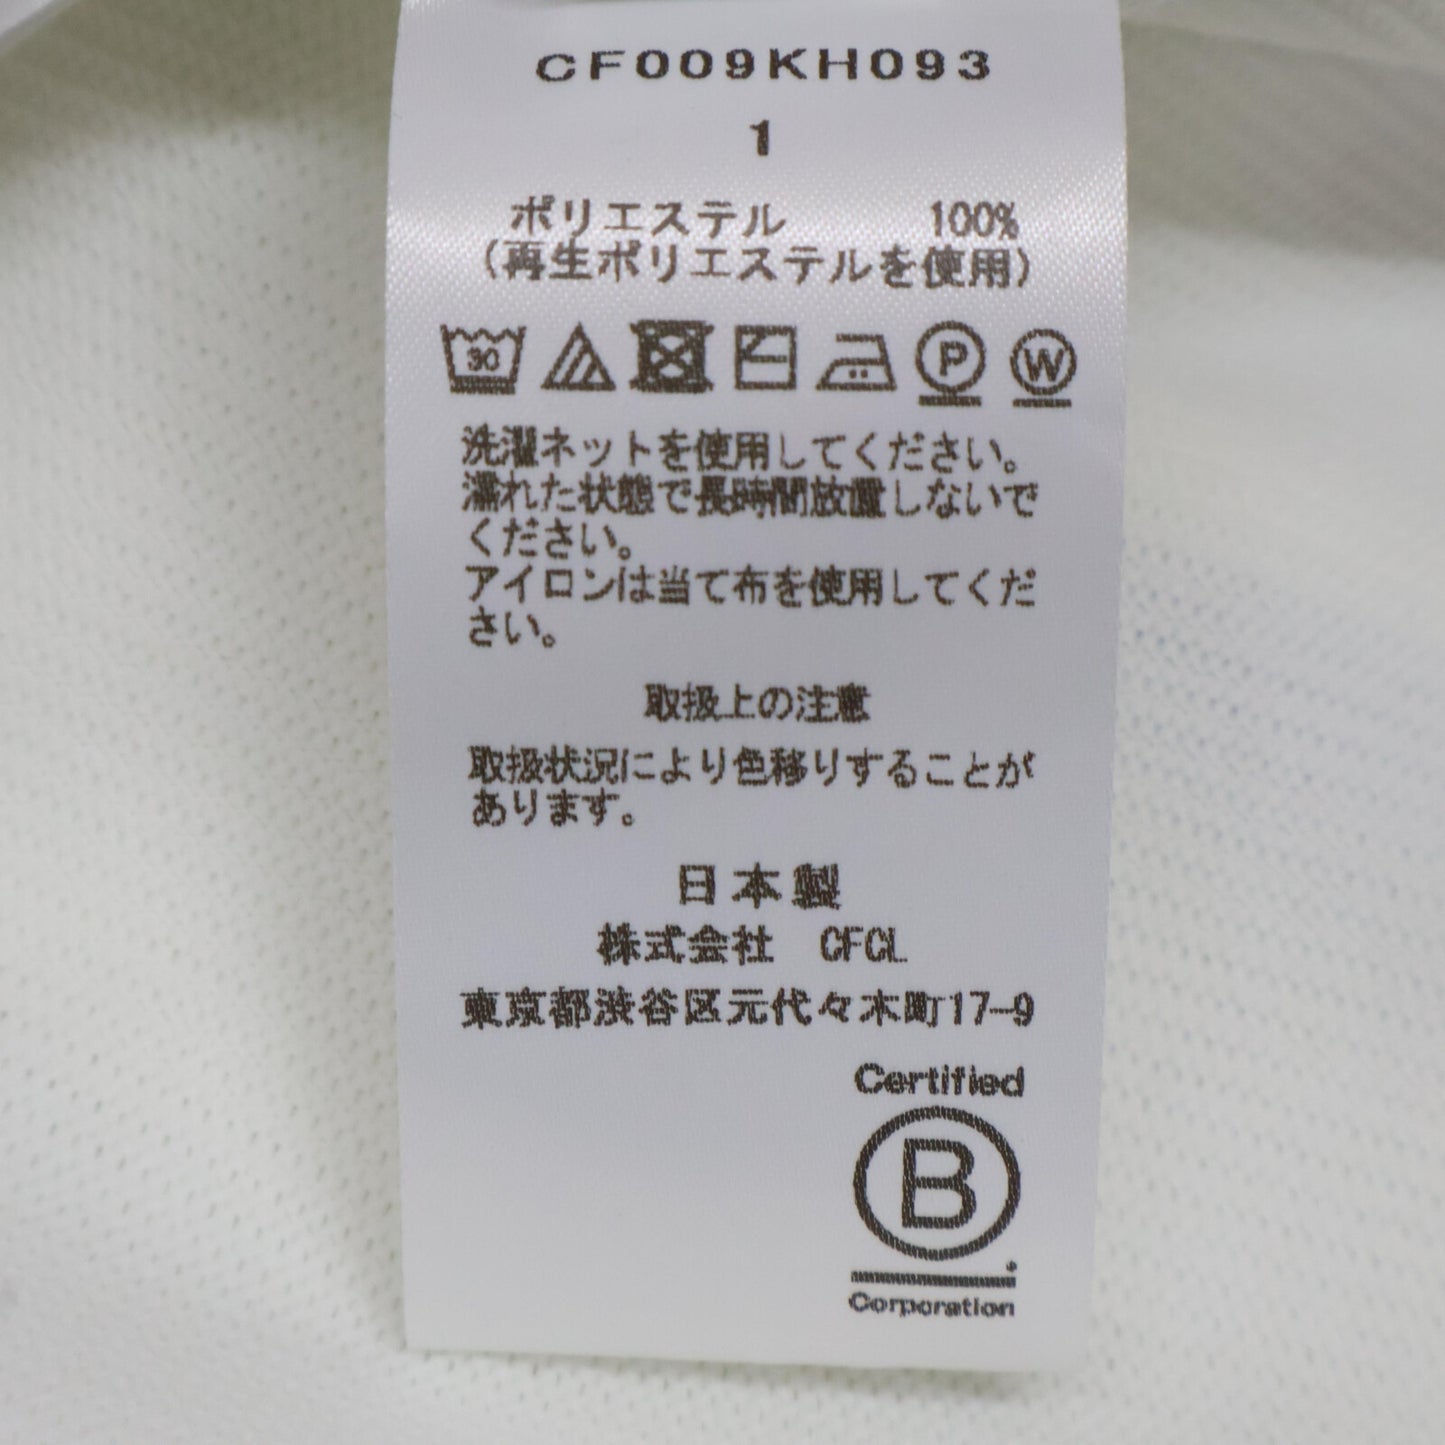 CF009KH093
1
ポリエステル 100%
(再生ポリエステルを使用)
30 P W
洗濯ネットを使用してください。
濡れた状態で長時間放置しないで
ください。
アイロンは当て布を使用してくだ
さい。
取扱上の注意
取扱状況により色移りすることが
あります。
日本製
株式会社 CFCL
東京都渋谷区元代々木町17-9
Certified
B
Corporation